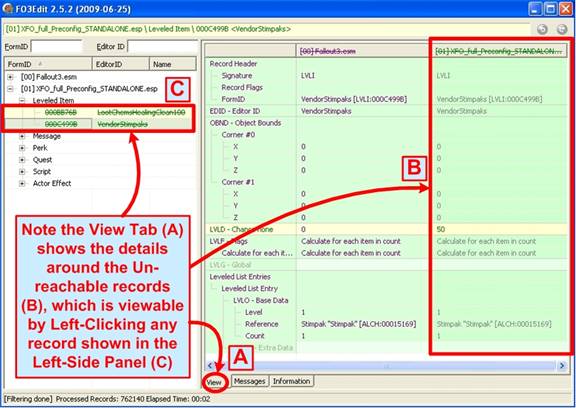 FO3Edit 2.5.2 (2009-06-25)
[01] XFO_full_Preconfig_STANDALONE.esp \ Leveled Item \ 000C499B <VendorStimpaks>
FormID
Editor ID
FormID Editor ID Name
[00] Fallout3.esm
[01] XFO_full_Preconfig_STANDALONE.esp
Leveled Item
000BB76B LootChemsHealingClean100
000C499B VendorStimpaks
Message
Perk
Quest
Script
Actor Effect
C
[00] Fallout3.esm [01] XFO_full_Preconfig_STANDALON...
Record Header
Signature LVLI LVLI
Record Flags
FormID VendorStimpaks [LVLI:000C499B] VendorStimpaks [LVLI:000C499B]
EDID - Editor ID VendorStimpaks VendorStimpaks
OBND - Object Bounds
Corner #0
X 0 0
Y 0 0
Z 0 0
Corner #1
X 0 0
Y 0 0
Z 0 0
LVLD - Chance none 0 50
LVLF - Flags Calculate for each item in count Calculate for each item in count
Calculate for each it... Calculate for each item in count Calculate for each item in count
LVLG - Global
Leveled List Entries
Leveled List Entry
LVLO - Base Data
Level 1 1
Reference Stimpak "Stimpak" [ALCH:00015169] Stimpak "Stimpak" [ALCH:00015169]
Count 1 1
- Extra Data
B
Note the View Tab (A)
shows the details
around the Un-
reachable records
(B), which is viewable
by Left-Clicking any
record shown in the
Left-Side Panel (C)
A
View Messages Information
[Filtering done] Processed Records: 762140 Elapsed Time: 00:02